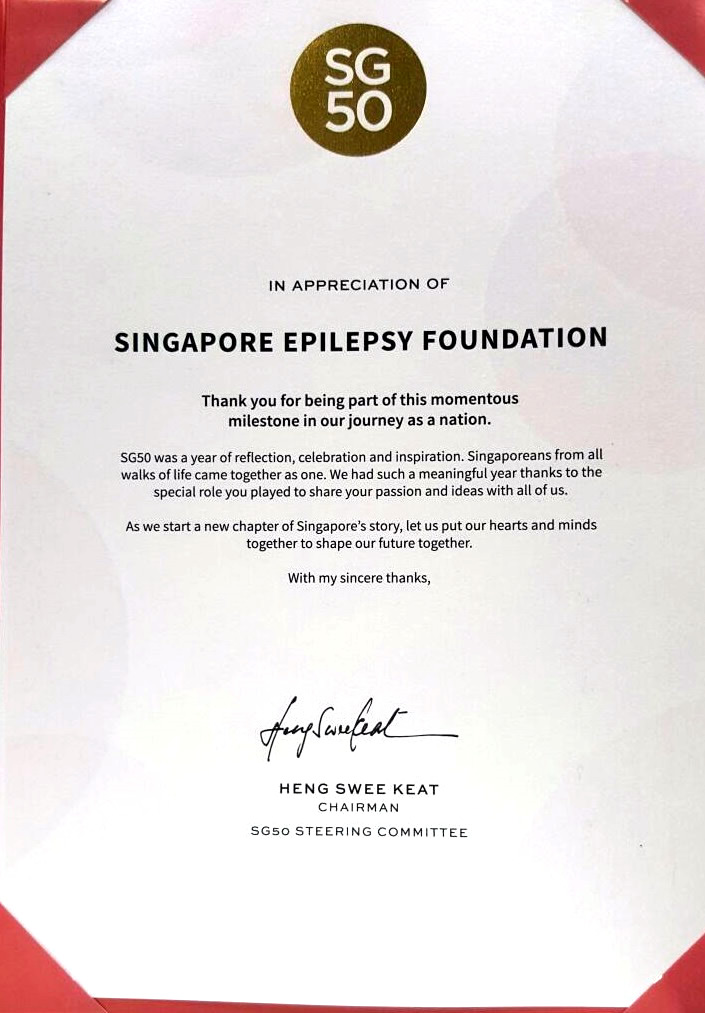 SG
50
IN APPRECIATION OF
SINGAPORE EPILEPSY FOUNDATION
Thank you for being part of this momentous
milestone in our journey as a nation.
SG50 was a year of reflection, celebration and inspiration. Singaporeans from all
walks of life came together as one. We had such a meaningful year thanks to the
special role you played to share your passion and ideas with all of us.
As we start a new chapter of Singapore's story, let us put our hearts and minds
together to shape our future together.
With my sincere thanks,
Heng Swee Keat
HENG SWEE KEAT
CHAIRMAN
SG50 STEERING COMMITTEE